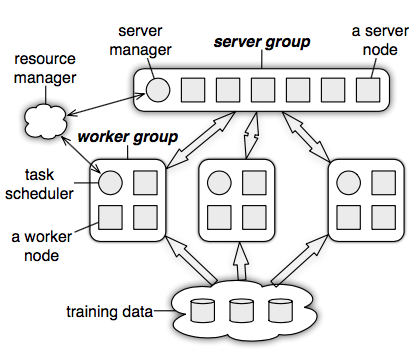 server
manager
server group
a server
node
resource
manager
worker group
task
scheduler
a worker
node
training data